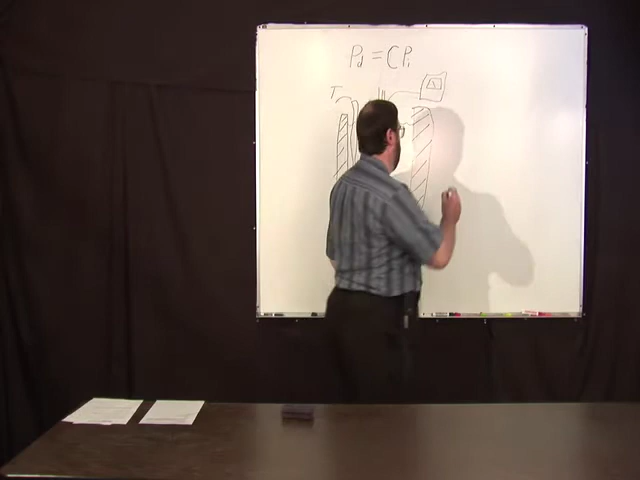 Pd = CPi
T